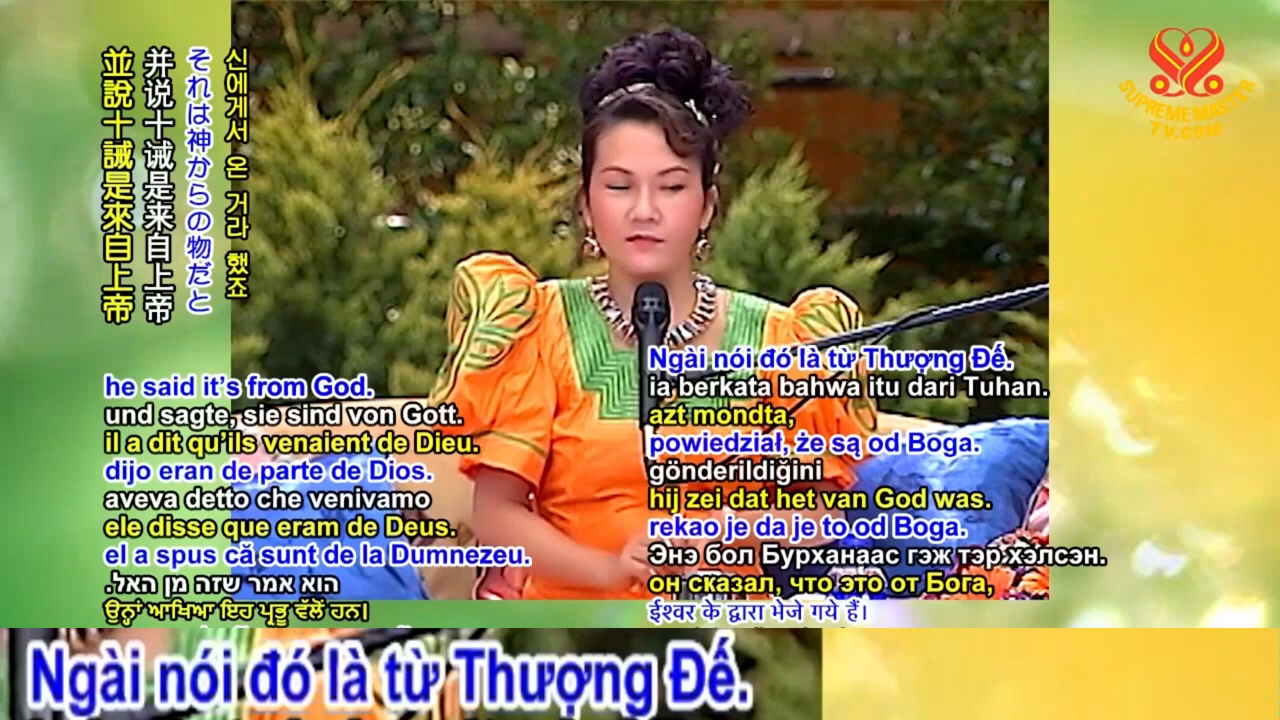 並說十誡是來自上帝
并说十诫是来自上帝
それは神からの物だと
신에게서 온 거라 했죠
SUPREME MASTER
TV.COM
he said it's from God.
und sagte, sie sind von Gott.
il a dit qu'ils venaient de Dieu.
dijo eran de parte de Dios.
aveva detto che venivamo
ele disse que eram de Deus.
el a spus că sunt de la Dumnezeu.
הוא אמר שזה מן האל.
ਉਨ੍ਹਾਂ ਆਖਿਆ ਇਹ ਪ੍ਰਭੂ ਵੱਲੋਂ ਹਨ।
Ngài nói đó là từ Thượng Đế.
ia berkata bahwa itu dari Tuhan.
azt mondta,
powiedział, że są od Boga.
gönderildiğini
hij zei dat het van God was.
rekao je da je to od Boga.
Энэ бол Бурханаас гэж тэр хэлсэн.
он сказал, что это от Бога,
ईश्वर के द्वारा भेजे गये हैं।
Ngài nói đó là từ Thượng Đế.